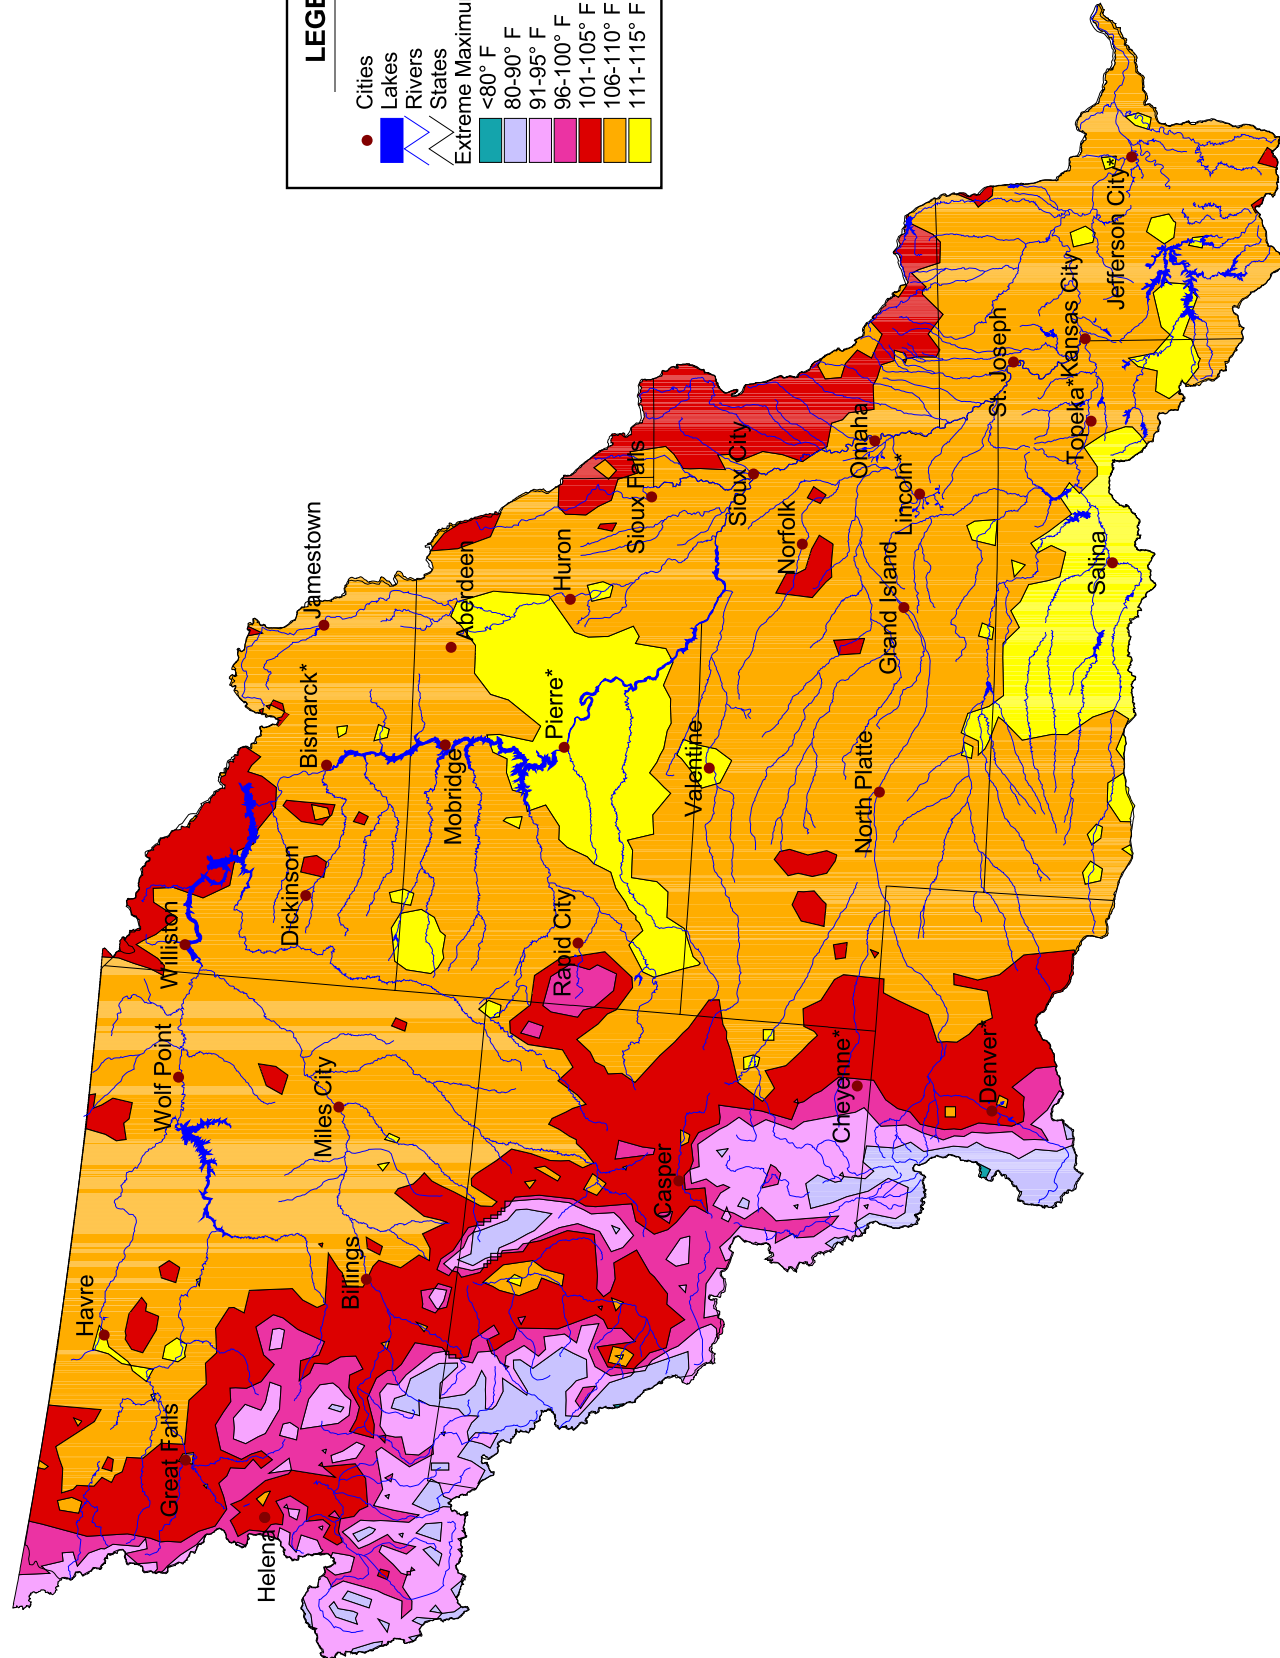 LEGE
Cities
Lakes
Rivers
States
Extreme Maximu
<80° F
80-90° F
91-95° F
96-100° F
101-105° F
106-110° F
111-115° F
Havre
Wolf Point
Williston
Great Falls
Helena
Billings
Miles City
Dickinson
Bismarck*
Jamestown
Mobridge
Aberdeen
Rapid City
Pierre*
Huron
Sioux Falls
Casper
Valentine
Sioux City
Norfolk
Cheyenne*
North Platte
Grand Island
Omaha
Lincoln*
Denver*
St. Joseph
Topeka*
Kansas City
Salina
Jefferson City*